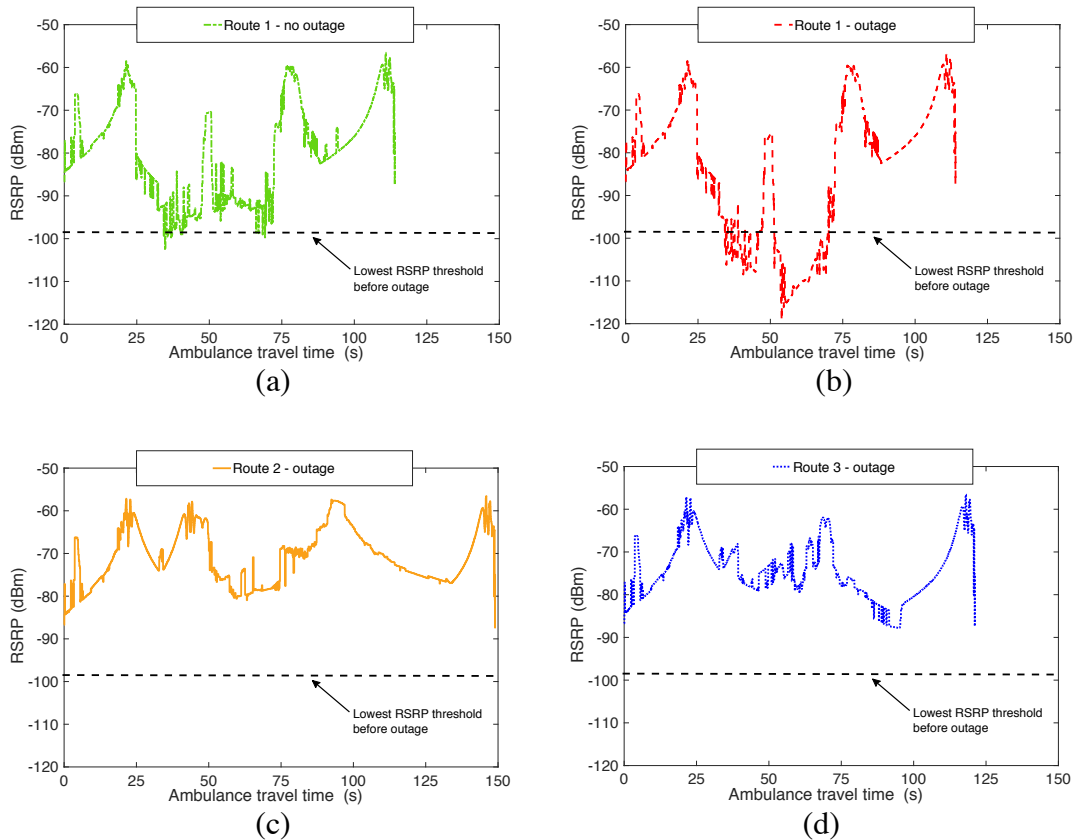 Route 1 - no outage
-50
-60
-70
-80
-90
-100
-110
-120
RSRP (dBm)
Lowest RSRP threshold
before outage
0 25 50 75 100 125 150
Ambulance travel time (s)
(a)
Route 1 - outage
-50
-60
-70
-80
-90
-100
-110
-120
RSRP (dBm)
Lowest RSRP threshold
before outage
0 25 50 75 100 125 150
Ambulance travel time (s)
(b)
Route 2 - outage
-50
-60
-70
-80
-90
-100
-110
-120
RSRP (dBm)
Lowest RSRP threshold
before outage
0 25 50 75 100 125 150
Ambulance travel time (s)
(c)
Route 3 - outage
-50
-60
-70
-80
-90
-100
-110
-120
RSRP (dBm)
Lowest RSRP threshold
before outage
0 25 50 75 100 125 150
Ambulance travel time (s)
(d)